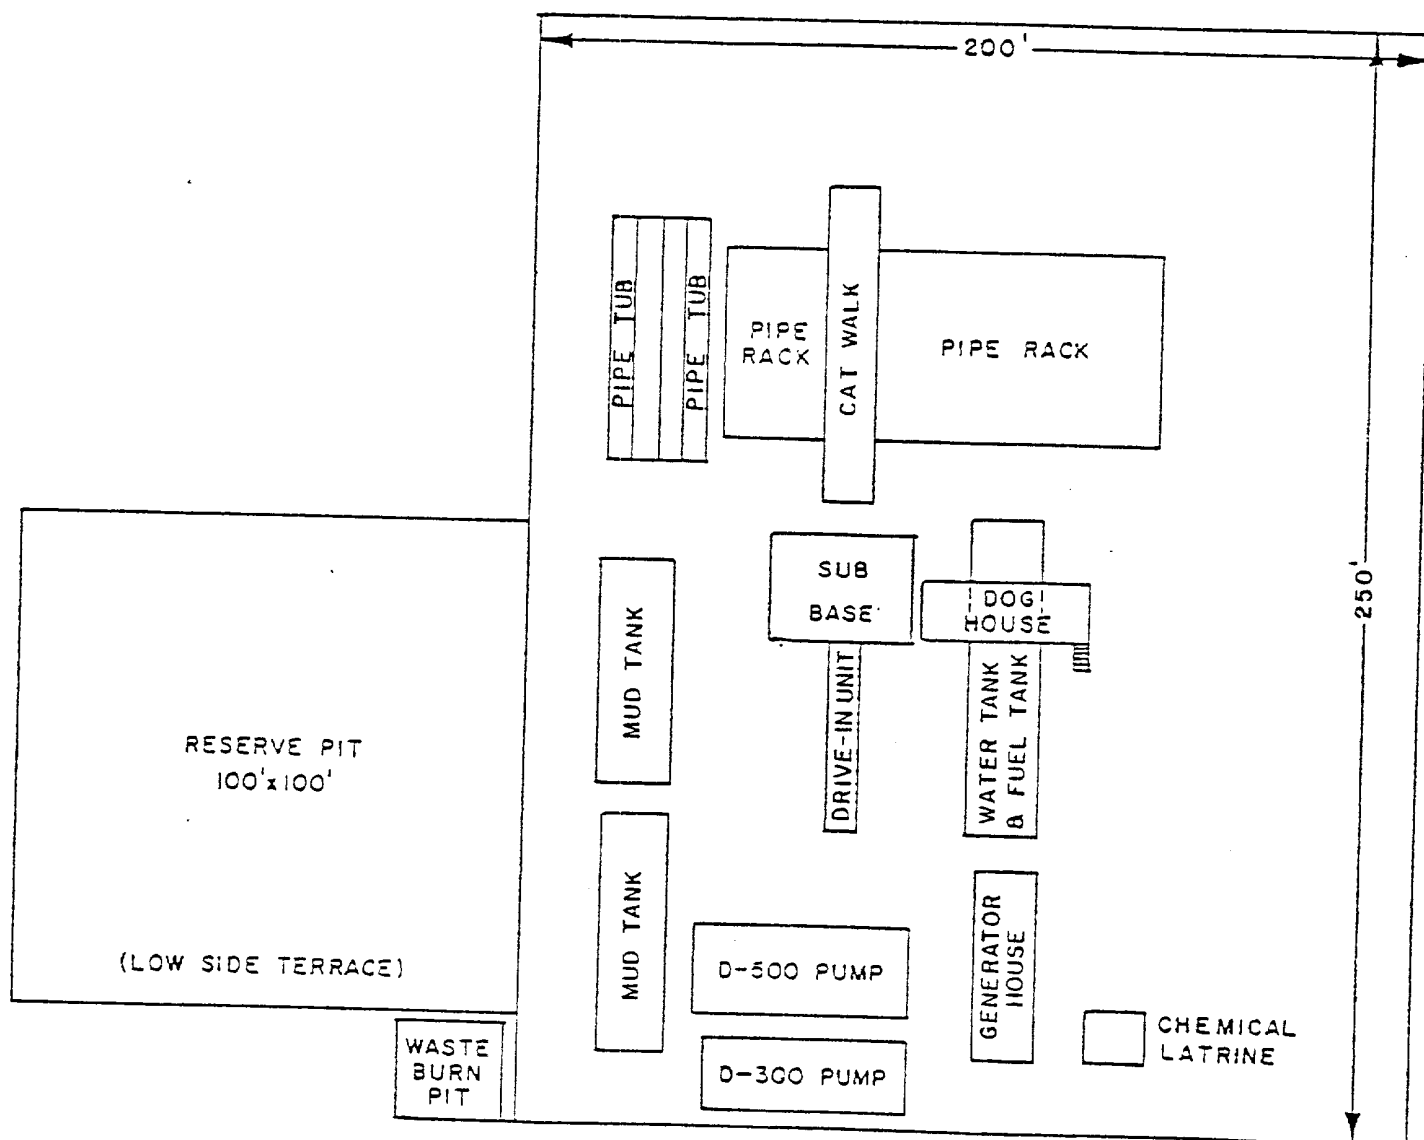 200'
PIPE TUB
PIPE TUB
PIPE
RACK
CAT WALK
PIPE RACK
250'
SUB
BASE
DOG
HOUSE
MUD TANK
DRIVE-IN UNIT
WATER TANK
& FUEL TANK
RESERVE PIT
100'x100'
(LOW SIDE TERRACE)
MUD TANK
D-500 PUMP
GENERATOR
HOUSE
CHEMICAL
LATRINE
WASTE
BURN
PIT
D-300 PUMP